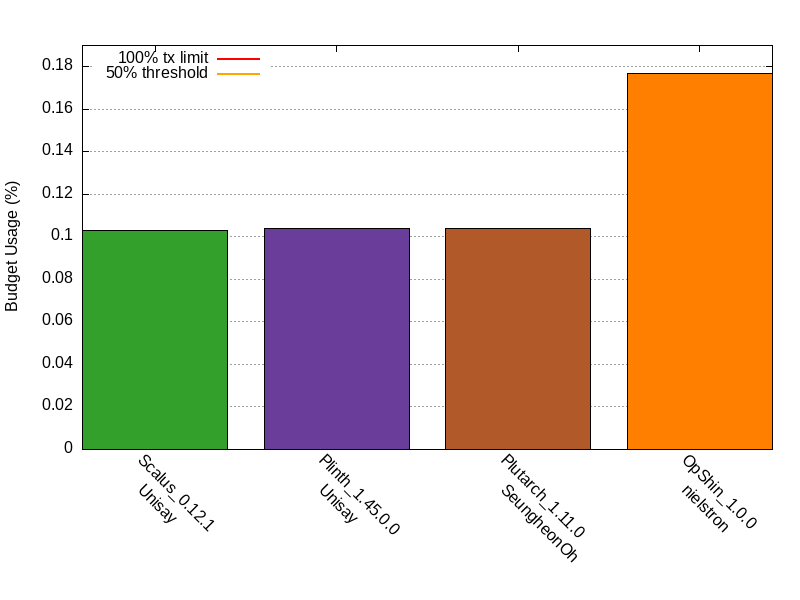 100% tx limit
50% threshold
Budget Usage (%)
0.18
0.16
0.14
0.12
0.1
0.08
0.06
0.04
0.02
0
Scalus_0.12.1
Unisay
Plinth_1.45.0.0
Unisay
Plutarch_1.11.0
SeungheonOh
OpShin_1.0.0
nielstron